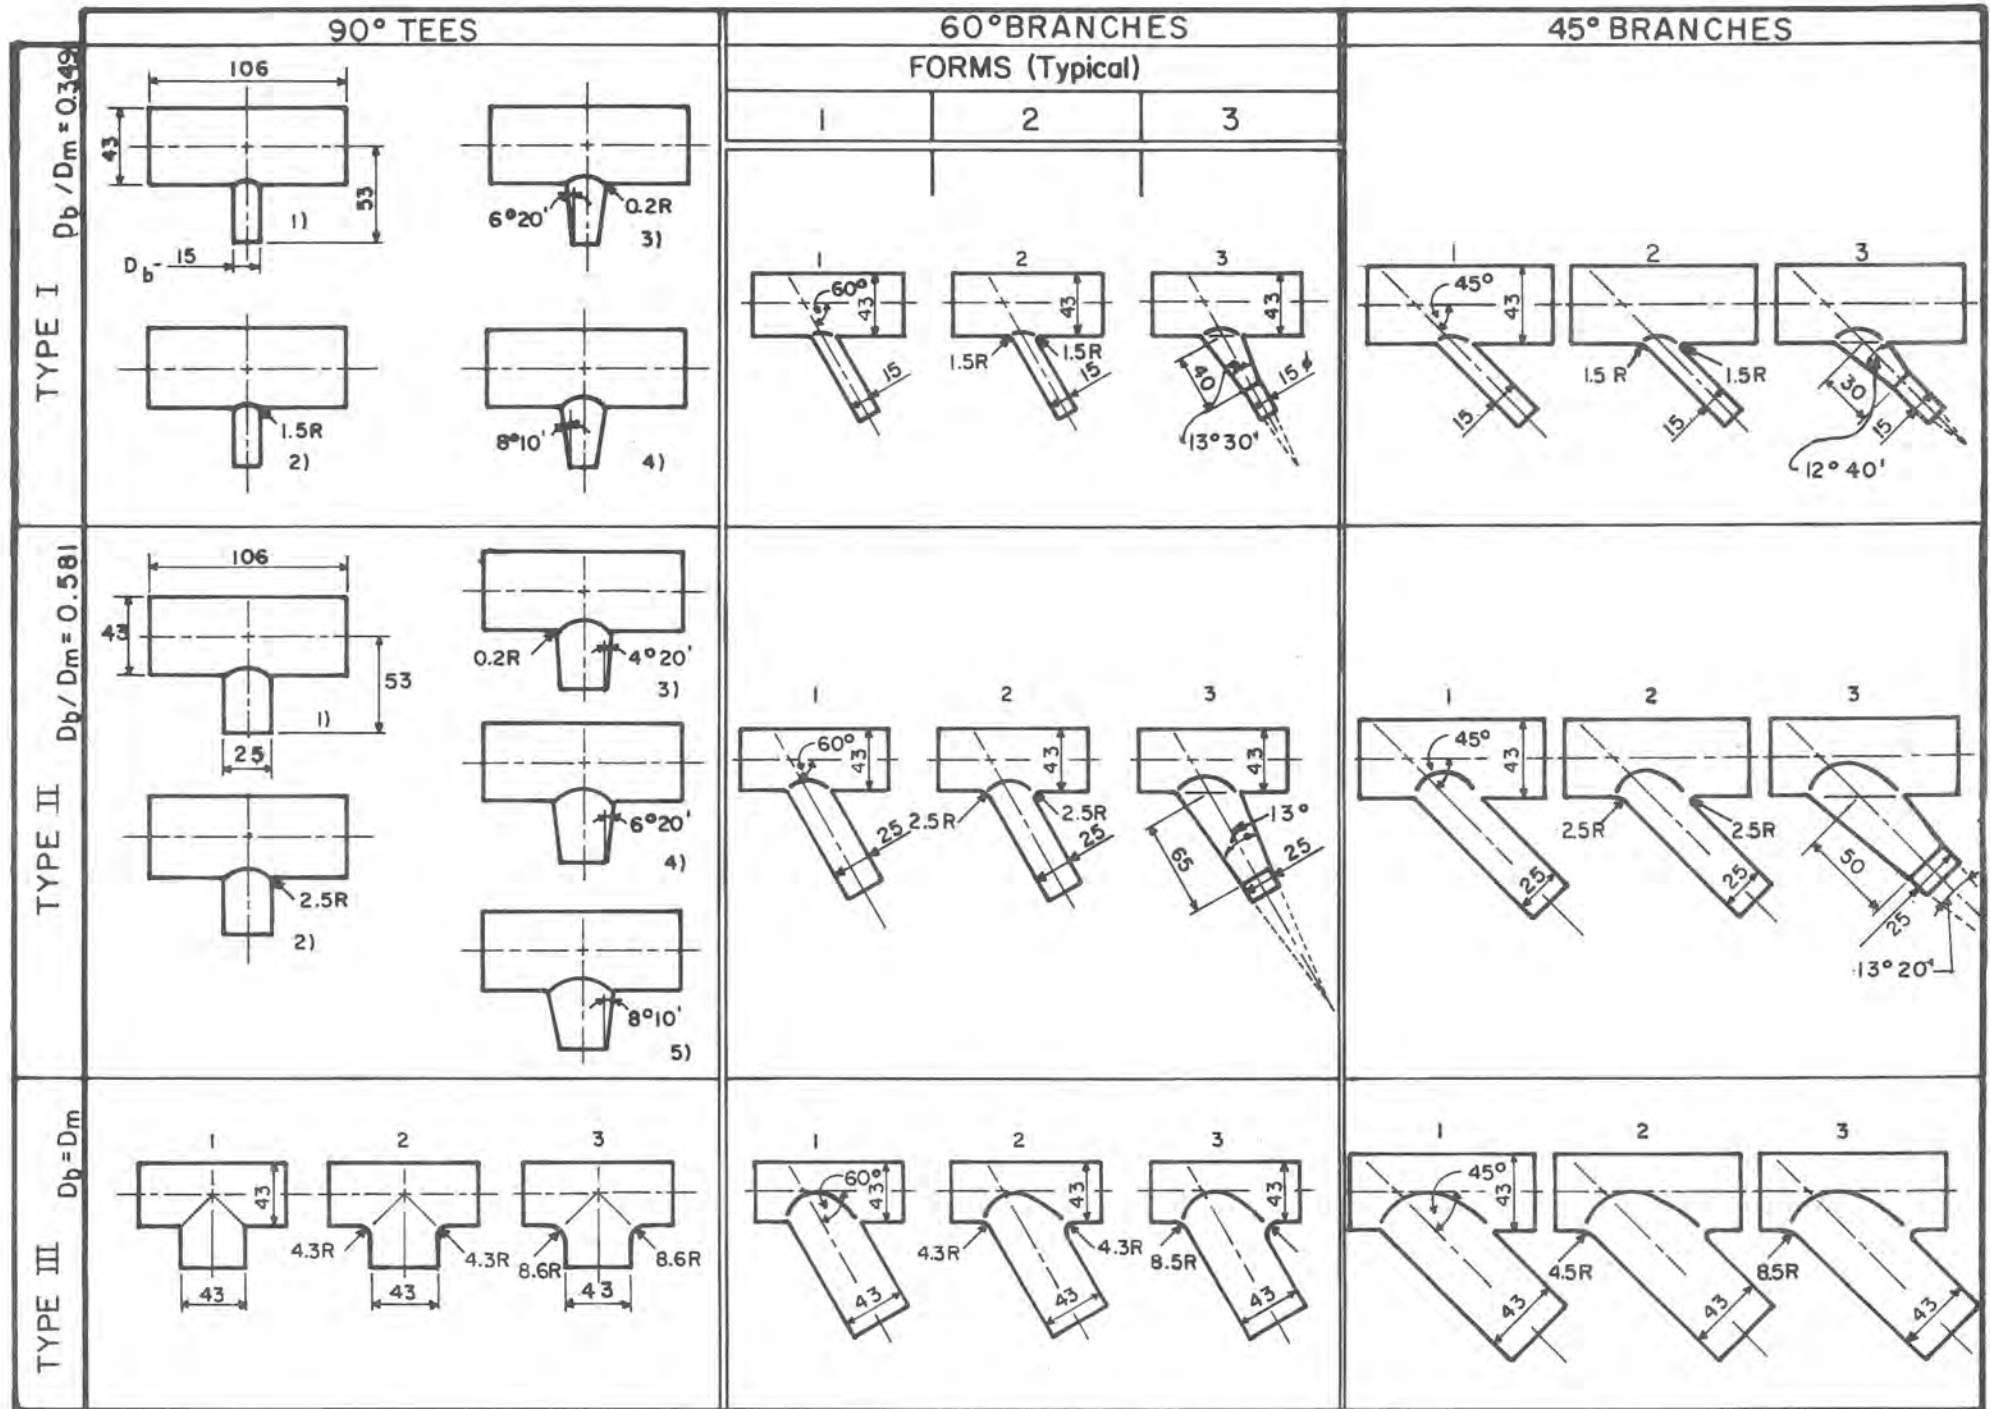 90° TEES
60° BRANCHES
45° BRANCHES
FORMS (Typical)
1 2 3
TYPE I
Db/Dm = 0.349
106
43
53
1)
Db- 15
6°20'
0.2R
3)
1.5R
2)
8°10'
4)
1
60°
43
15
2
43
1.5R
1.5R
15
3
43
40
15 ϕ
13°30'
1
45°
43
15
2
1.5R
1.5R
15
3
30
15
12°40'
TYPE II
Db/Dm = 0.581
106
43
53
1)
25
2.5R
2)
0.2R
4°20'
3)
6°20'
4)
8°10'
5)
1
60°
43
25
2
43
2.5R
2.5R
25
3
43
13°
65
25
1
45°
43
25
2
2.5R
2.5R
25
3
50
25
13°20'
TYPE III
Db = Dm
1
43
43
2
4.3R
4.3R
43
3
8.6R
8.6R
43
1
60°
43
43
2
43
4.3R
4.3R
43
3
43
8.5R
43
1
45°
43
43
2
4.5R
43
3
8.5R
43